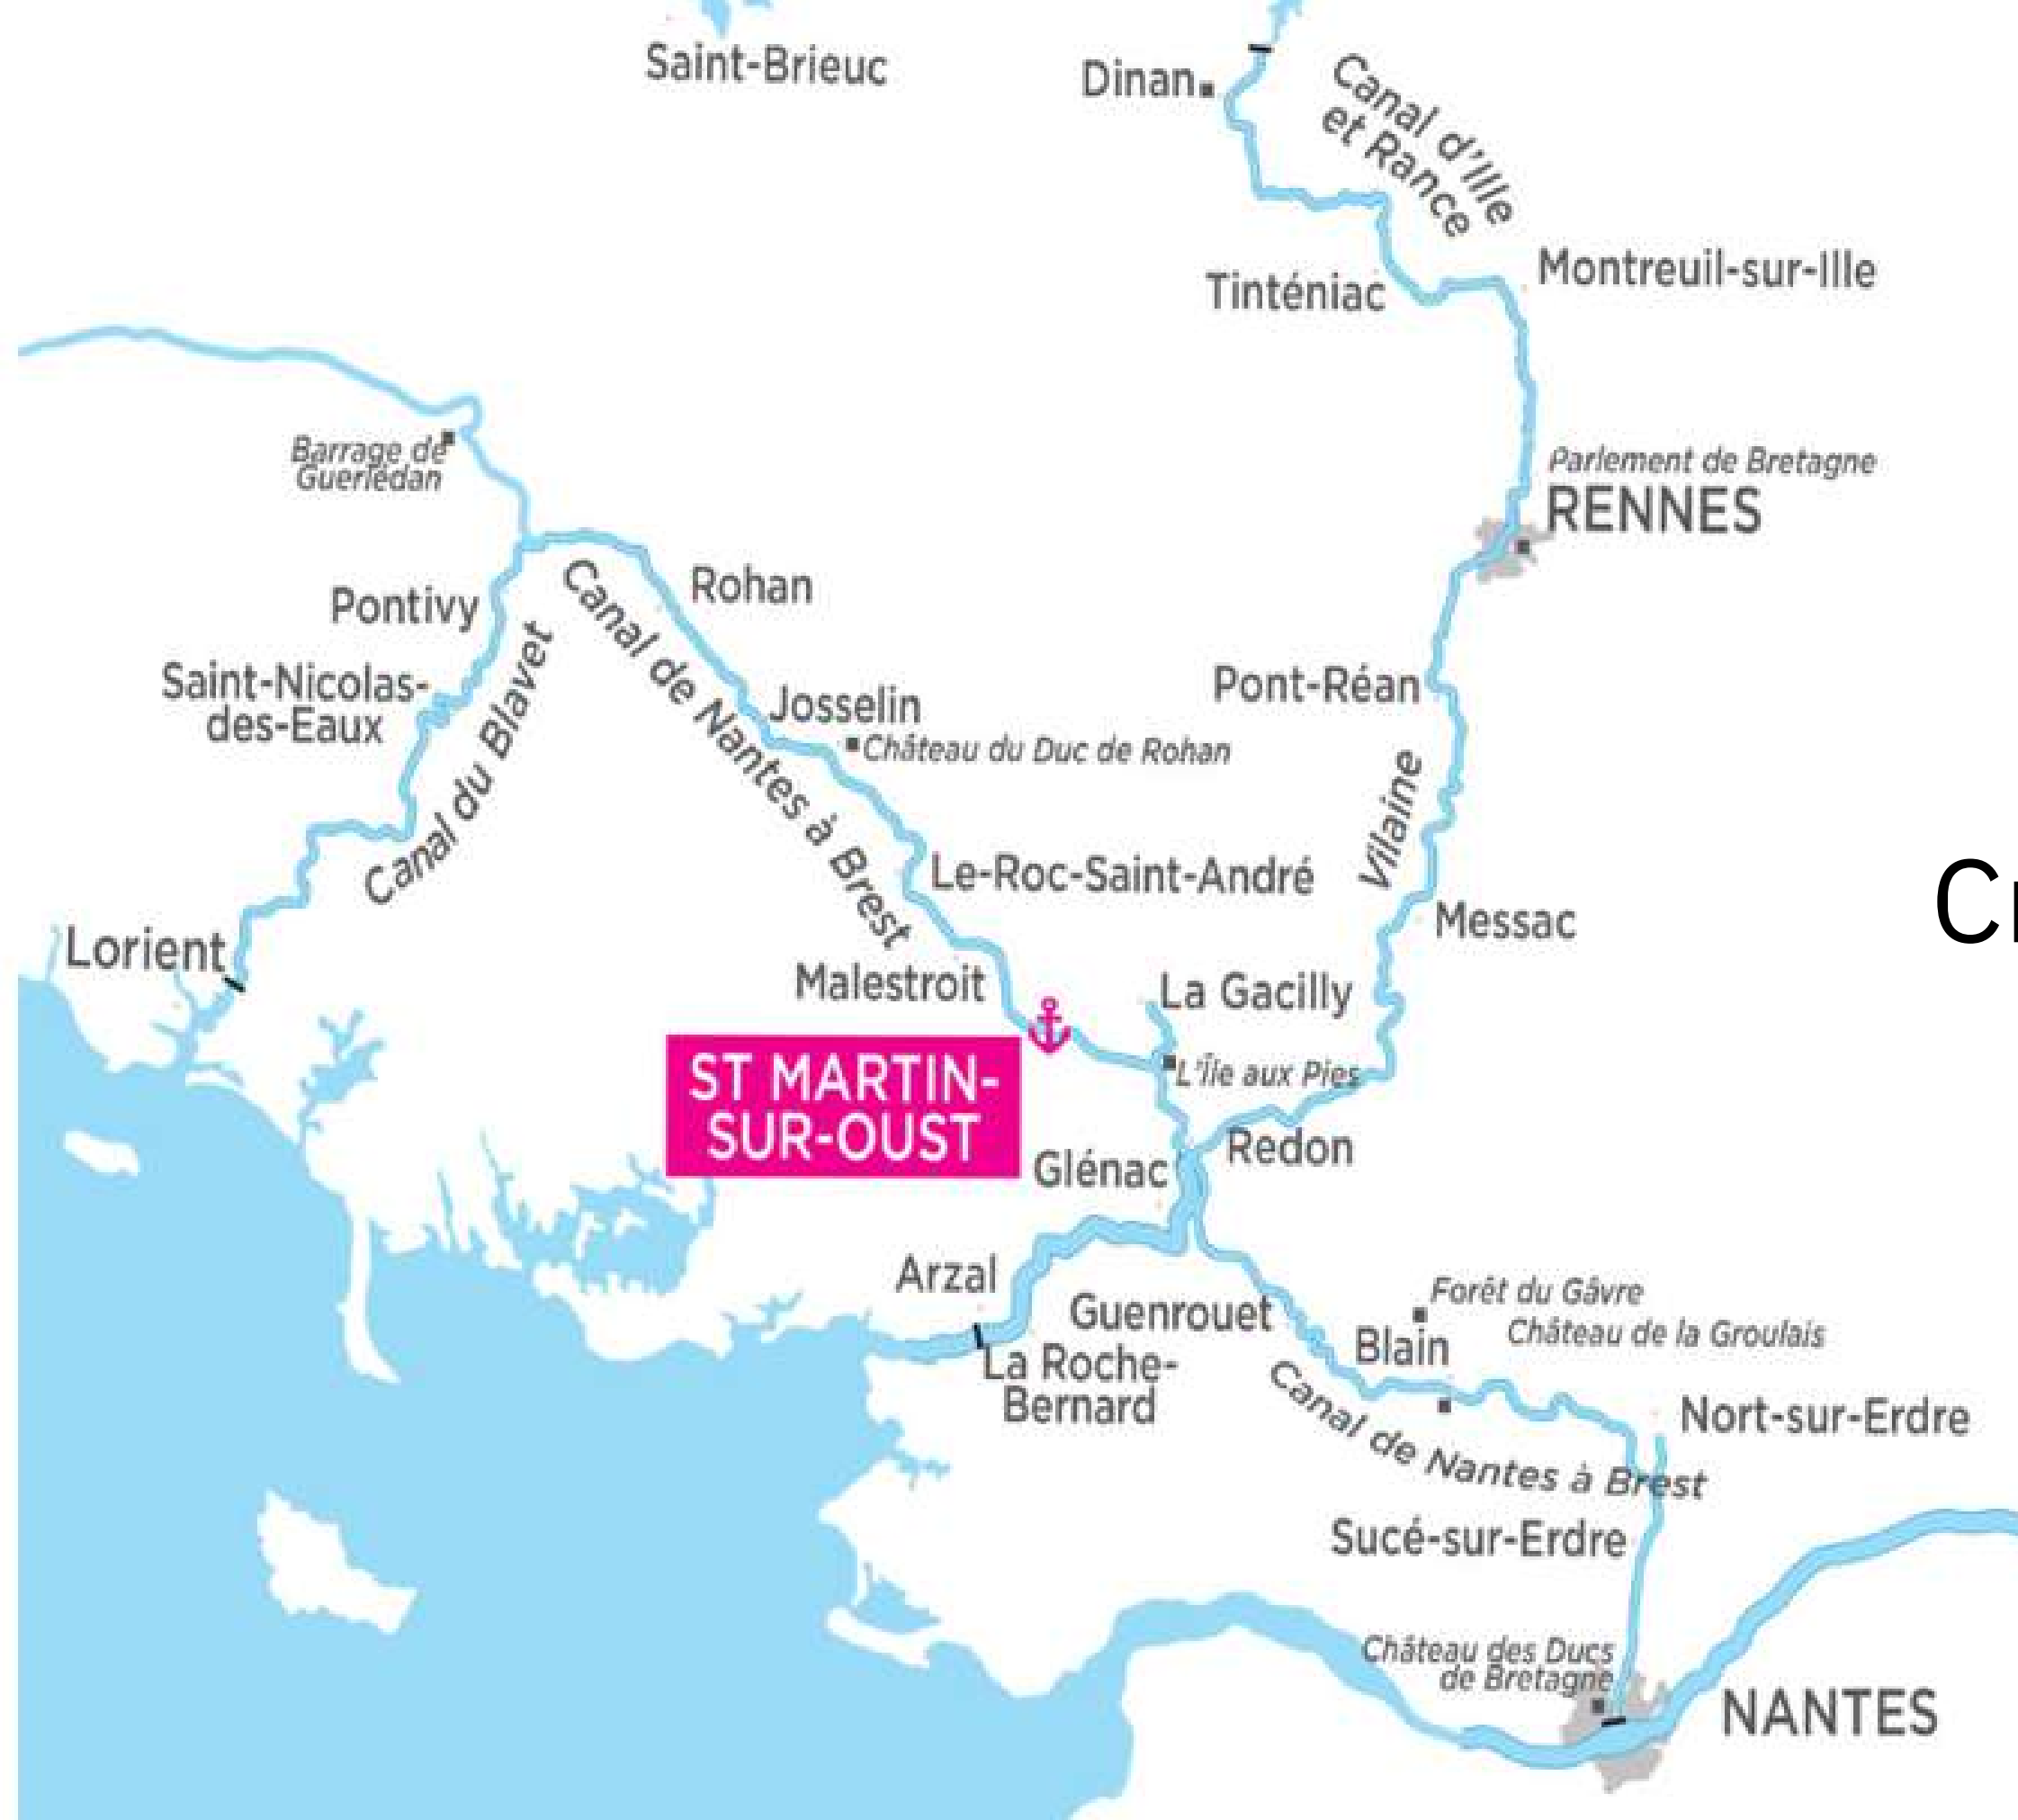 Saint-Brieuc
Dinan
Canal d'Ille
et Rance
Montreuil-sur-Ille
Tinténiac
Barrage de
Guerlédan
Parlement de Bretagne
RENNES
Rohan
Pontivy
Canal de Nantes à Brest
Saint-Nicolas-
des-Eaux
Canal du Blavet
Josselin
Château du Duc de Rohan
Pont-Réan
Vilaine
Le-Roc-Saint-André
Messac
Cr
Lorient
Malestroit
La Gacilly
ST MARTIN-
SUR-OUST
L'Île aux Pies
Glénac
Redon
Arzal
Guenrouet
Forêt du Gâvre
Château de la Groulais
Blain
La Roche-
Bernard
Canal de Nantes à Brest
Nort-sur-Erdre
Sucé-sur-Erdre
Château des Ducs
de Bretagne
NANTES